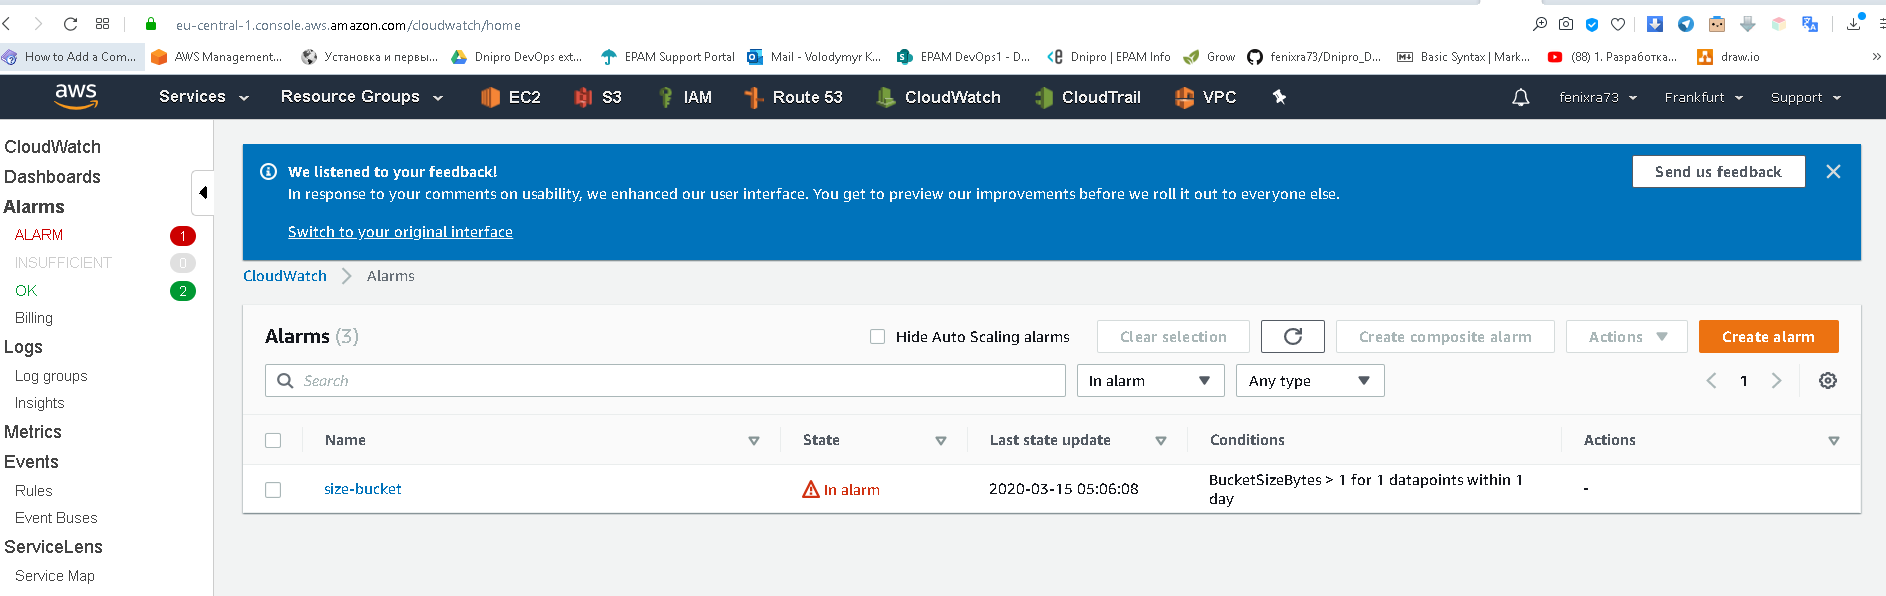 eu-central-1.console.aws.amazon.com/cloudwatch/home
How to Add a Com... AWS Management... Установка и первы... Dnipro DevOps ext... EPAM Support Portal Mail - Volodymyr K... EPAM DevOps1 - D... Dnipro | EPAM Info Grow fenixra73/Dnipro_D... Basic Syntax | Mark... (88) 1. Разработка... draw.io »
aws Services Resource Groups EC2 S3 IAM Route 53 CloudWatch CloudTrail VPC fenixra73 Frankfurt Support
CloudWatch
Dashboards
Alarms
ALARM 1
INSUFFICIENT 0
OK 2
Billing
Logs
Log groups
Insights
Metrics
Events
Rules
Event Buses
ServiceLens
Service Map
We listened to your feedback!
In response to your comments on usability, we enhanced our user interface. You get to preview our improvements before we roll it out to everyone else.
Switch to your original interface
Send us feedback
CloudWatch Alarms
Alarms (3)
Hide Auto Scaling alarms Clear selection Create composite alarm Actions Create alarm
Search In alarm Any type 1
Name State Last state update Conditions Actions
size-bucket In alarm 2020-03-15 05:06:08 BucketSizeBytes > 1 for 1 datapoints within 1
day -